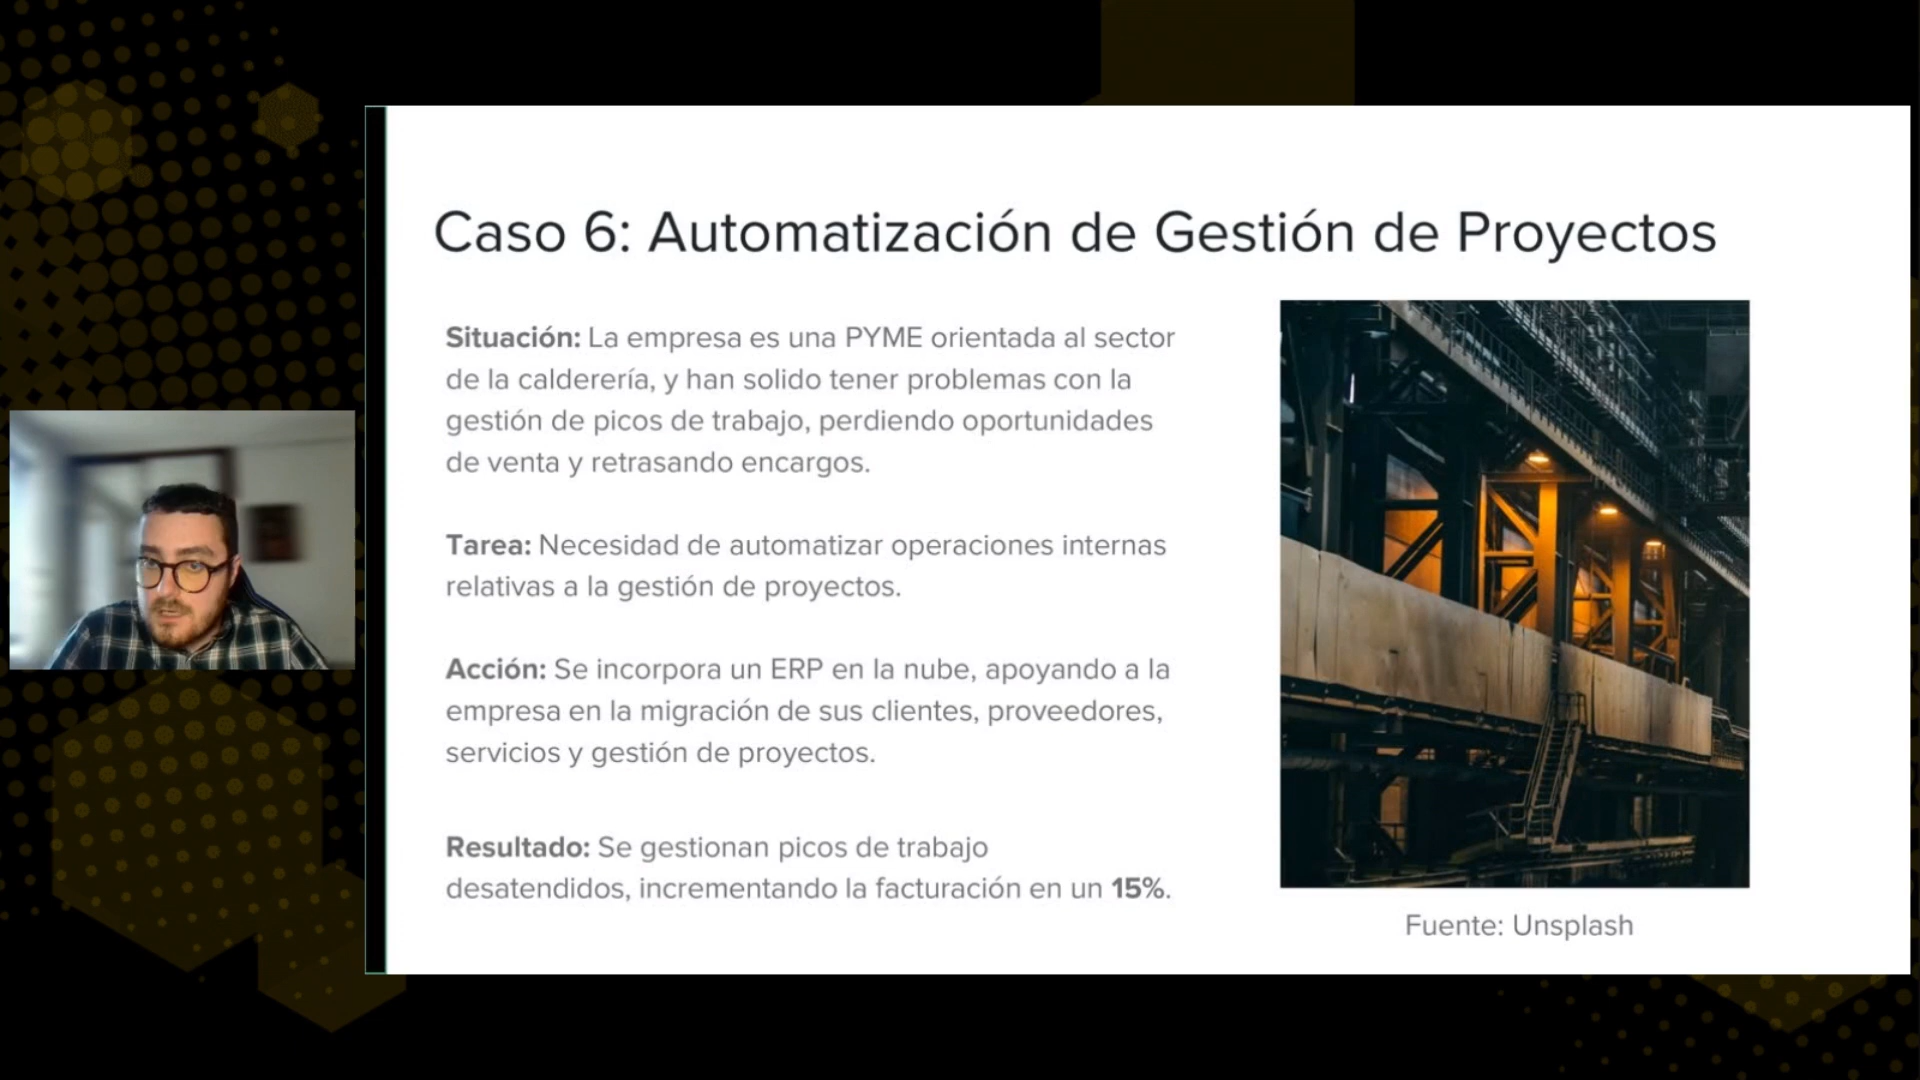 Caso 6: Automatización de Gestión de Proyectos
Situación: La empresa es una PYME orientada al sector
de la calderería, y han solido tener problemas con la
gestión de picos de trabajo, perdiendo oportunidades
de venta y retrasando encargos.
Tarea: Necesidad de automatizar operaciones internas
relativas a la gestión de proyectos.
Acción: Se incorpora un ERP en la nube, apoyando a la
empresa en la migración de sus clientes, proveedores,
servicios y gestión de proyectos.
Resultado: Se gestionan picos de trabajo
desatendidos, incrementando la facturación en un 15%.
Fuente: Unsplash